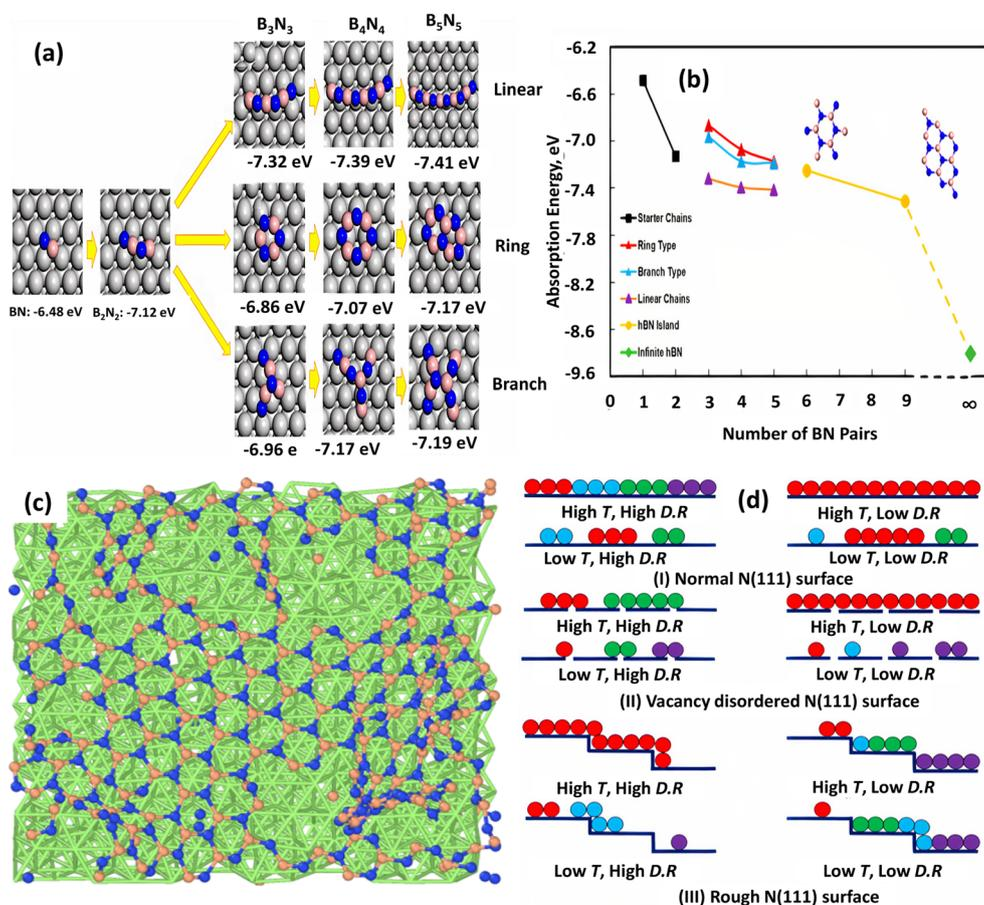 (a)
B₃N₃ B₄N₄ B₅N₅
Linear
-7.32 eV -7.39 eV -7.41 eV
BN: -6.48 eV B₂N₂: -7.12 eV
Ring
-6.86 eV -7.07 eV -7.17 eV
Branch
-6.96 e -7.17 eV -7.19 eV
(b)
Absorption Energy, eV
-6.2
-6.6
-7.0
-7.4
-7.8
-8.2
-8.6
-9.6
Starter Chains
Ring Type
Branch Type
Linear Chains
hBN Island
Infinite hBN
0 1 2 3 4 5 6 7 8 9 ∞
Number of BN Pairs
(c)
(d)
High T, High D.R High T, Low D.R
Low T, High D.R Low T, Low D.R
(I) Normal N(111) surface
High T, High D.R High T, Low D.R
Low T, High D.R Low T, Low D.R
(II) Vacancy disordered N(111) surface
High T, High D.R High T, Low D.R
Low T, High D.R Low T, Low D.R
(III) Rough N(111) surface